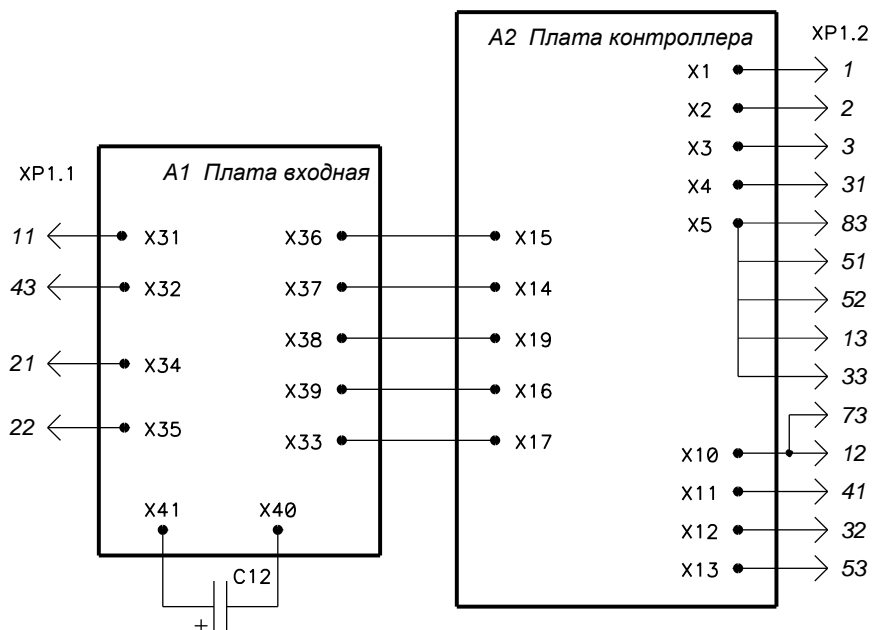 A2 Плата контроллера
XP1.2
X1
1
X2
2
X3
3
X4
31
X5
83
51
52
13
33
73
X10
12
X11
41
X12
32
X13
53
XP1.1
A1 Плата входная
11
X31
X36
X15
43
X32
X37
X14
X38
X19
21
X34
X39
X16
22
X35
X33
X17
X41
X40
C12
+